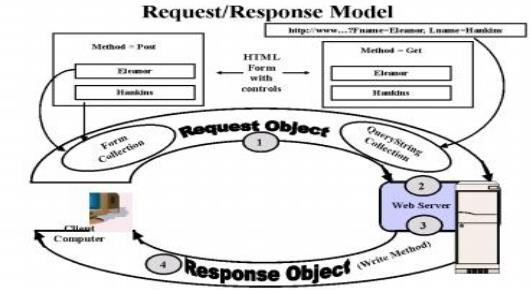 Request/Response Model
http://www...?Fname=Eleanor, Lname=Hankins
Method = Post
Eleanor
Hankins
HTML
Form
with
controls
Method = Get
Eleanor
Hankins
Form
Collection
Request Object
1
QueryString
Collection
2
Web Server
3
Client
Computer
4
Response Object
(Write Method)